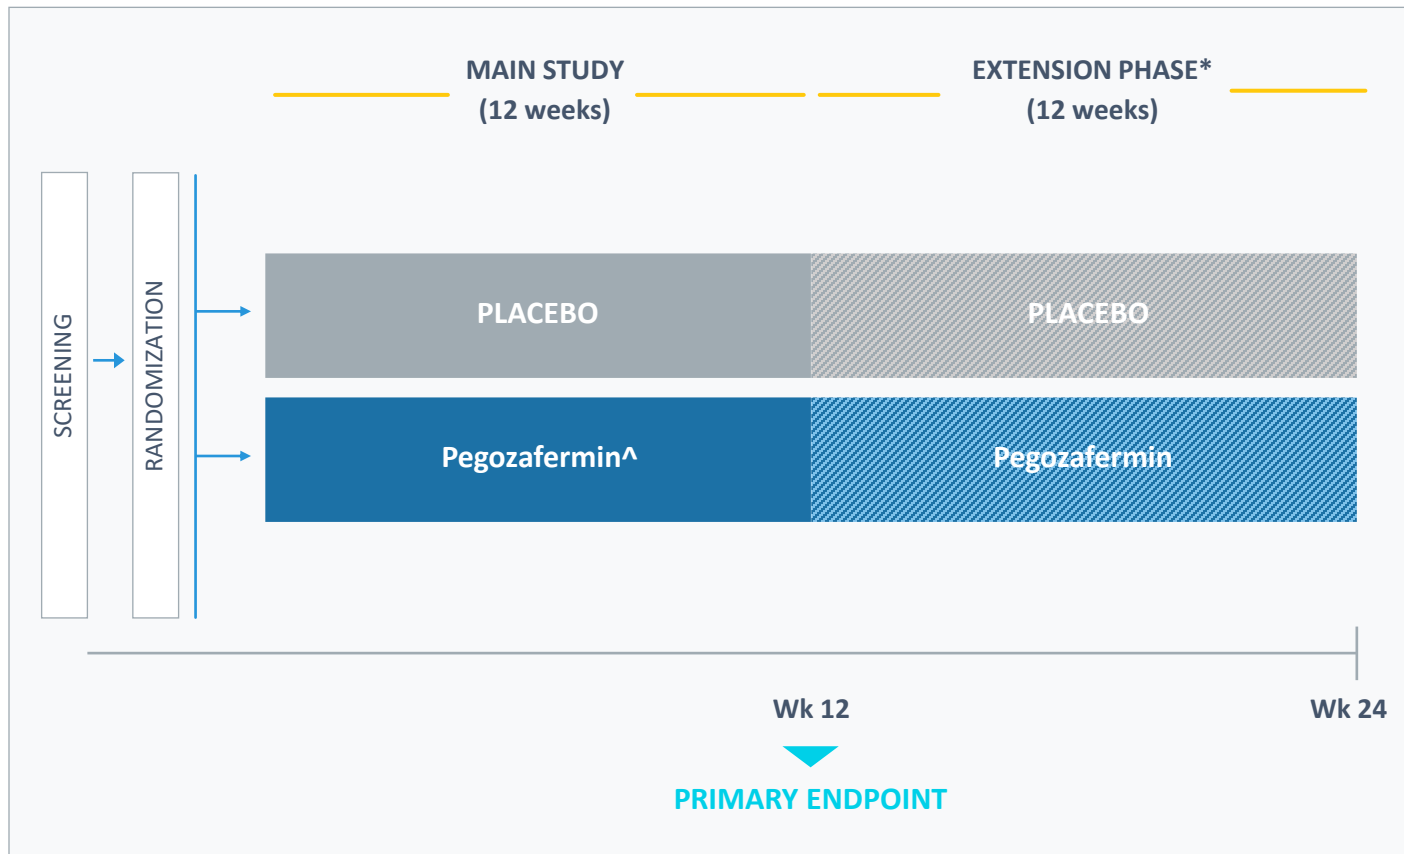 MAIN STUDY
(12 weeks)
EXTENSION PHASE*
(12 weeks)
SCREENING
RANDOMIZATION
PLACEBO
PLACEBO
Pegozafermin^
Pegozafermin
Wk 12
Wk 24
PRIMARY ENDPOINT